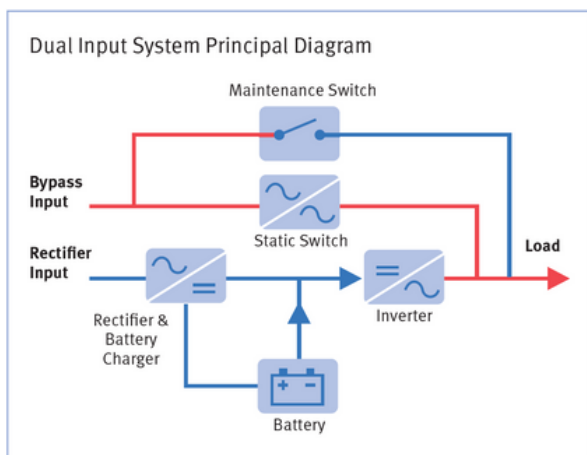 Dual Input System Principal Diagram
Maintenance Switch
Bypass
Input
Static Switch
Rectifier
Input
Load
Rectifier &
Battery
Charger
Inverter
+ -
Battery